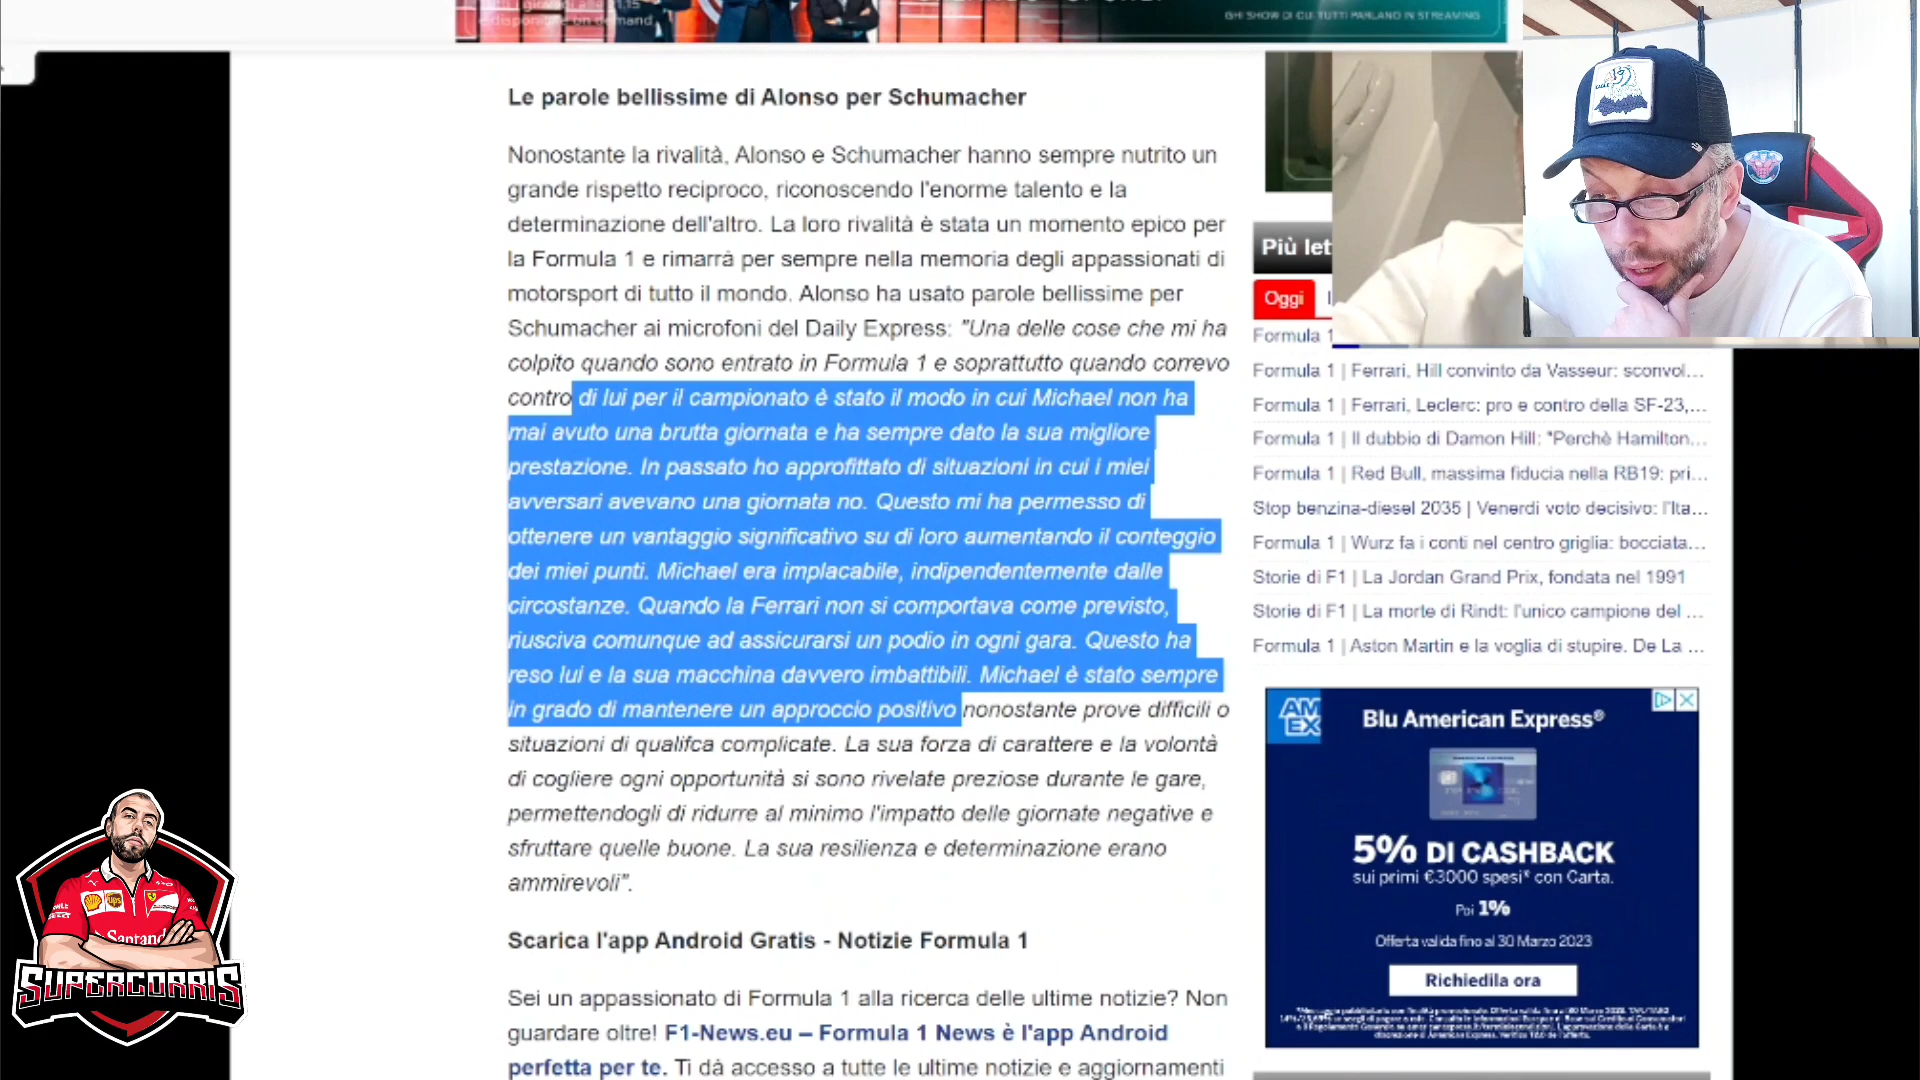 e disponibile on demand
GLI SHOW DI CUI TUTTI PARLANO IN STREAMING
Le parole bellissime di Alonso per Schumacher
Nonostante la rivalità, Alonso e Schumacher hanno sempre nutrito un
grande rispetto reciproco, riconoscendo l'enorme talento e la
determinazione dell'altro. La loro rivalità è stata un momento epico per
la Formula 1 e rimarrà per sempre nella memoria degli appassionati di
motorsport di tutto il mondo. Alonso ha usato parole bellissime per
Schumacher ai microfoni del Daily Express: "Una delle cose che mi ha
colpito quando sono entrato in Formula 1 e soprattutto quando correvo
contro di lui per il campionato è stato il modo in cui Michael non ha
mai avuto una brutta giornata e ha sempre dato la sua migliore
prestazione. In passato ho approfittato di situazioni in cui i miei
avversari avevano una giornata no. Questo mi ha permesso di
ottenere un vantaggio significativo su di loro aumentando il conteggio
dei miei punti. Michael era implacabile, indipendentemente dalle
circostanze. Quando la Ferrari non si comportava come previsto,
riusciva comunque ad assicurarsi un podio in ogni gara. Questo ha
reso lui e la sua macchina davvero imbattibili. Michael è stato sempre
in grado di mantenere un approccio positivo nonostante prove difficili o
situazioni di qualifca complicate. La sua forza di carattere e la volontà
di cogliere ogni opportunità si sono rivelate preziose durante le gare,
permettendogli di ridurre al minimo l'impatto delle giornate negative e
sfruttare quelle buone. La sua resilienza e determinazione erano
ammirevoli".
Scarica l'app Android Gratis - Notizie Formula 1
Sei un appassionato di Formula 1 alla ricerca delle ultime notizie? Non
guardare oltre! F1-News.eu – Formula 1 News è l'app Android
perfetta per te. Ti dà accesso a tutte le ultime notizie e aggiornamenti
Più let
Oggi
Formula 1
Formula 1 | Ferrari, Hill convinto da Vasseur: sconvol...
Formula 1 | Ferrari, Leclerc: pro e contro della SF-23,...
Formula 1 | Il dubbio di Damon Hill: "Perchè Hamilton...
Formula 1 | Red Bull, massima fiducia nella RB19: pri...
Stop benzina-diesel 2035 | Venerdì voto decisivo: l'Ita...
Formula 1 | Wurz fa i conti nel centro griglia: bocciata...
Storie di F1 | La Jordan Grand Prix, fondata nel 1991
Storie di F1 | La morte di Rindt: l'unico campione del ...
Formula 1 | Aston Martin e la voglia di stupire. De La ...
AM
EX
Blu American Express®
5% DI CASHBACK
sui primi €3000 spesi* con Carta.
Poi 1%
Offerta valida fino al 30 Marzo 2023
Richiedila ora
Santand
SUPERCORRIS